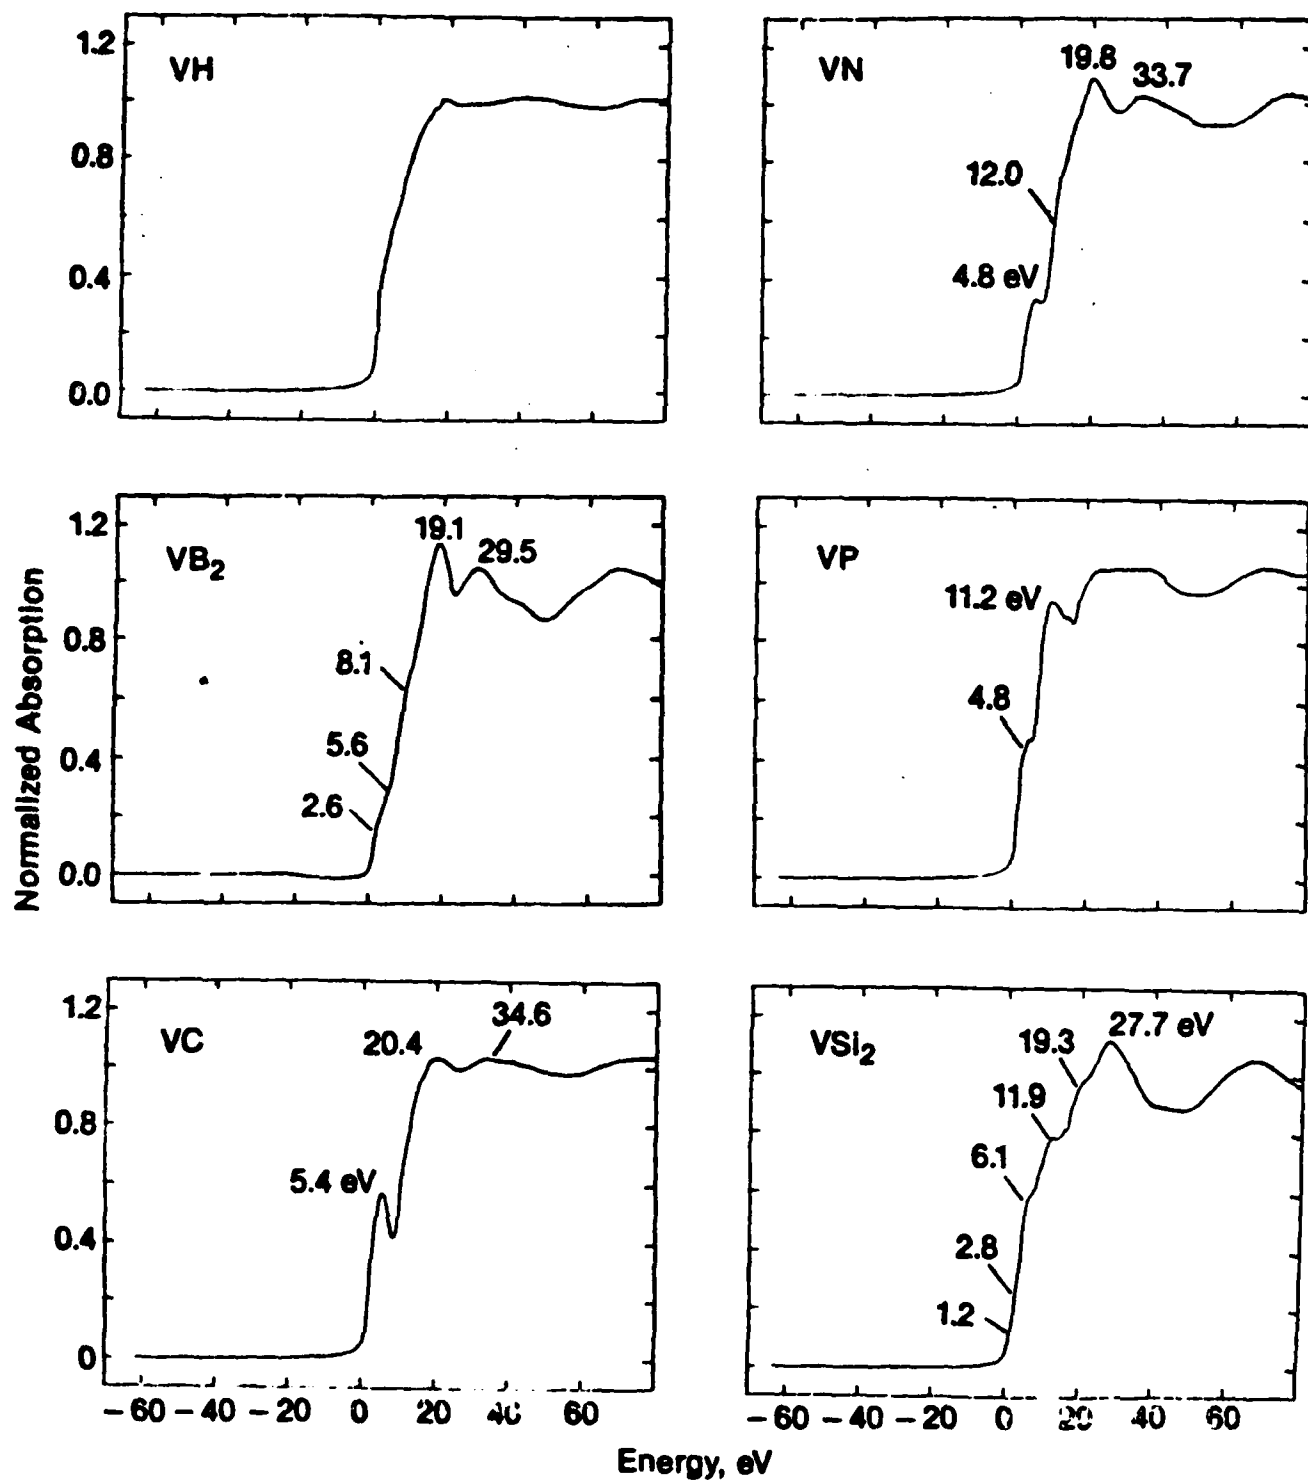 VH
1.2
0.8
0.4
0.0
VN
19.8
33.7
12.0
4.8 eV
Normalized Absorption
VB2
1.2
0.8
0.4
0.0
19.1
29.5
8.1
5.6
2.6
VP
11.2 eV
4.8
VC
1.2
0.8
0.4
0
20.4
34.6
5.4 eV
−60 −40 −20 0 20 40 60
VSi2
27.7 eV
19.3
11.9
6.1
2.8
1.2
−60 −40 −20 0 20 40 60
Energy, eV